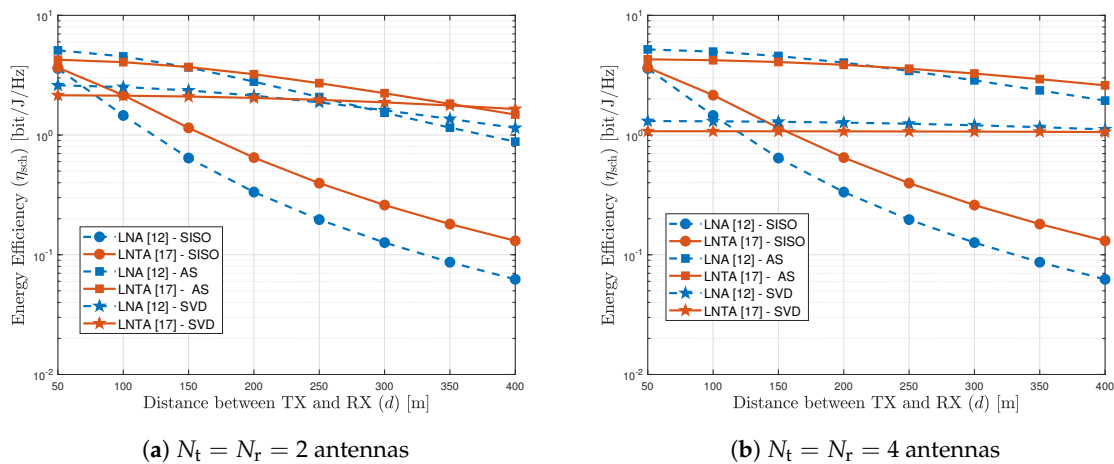 10^1
10^0
10^-1
10^-2
Energy Efficiency (η_sch) [bit/J/Hz]
LNA [12] - SISO
LNTA [17] - SISO
LNA [12] - AS
LNTA [17] - AS
LNA [12] - SVD
LNTA [17] - SVD
50 100 150 200 250 300 350 400
Distance between TX and RX (d) [m]
(a) N_t = N_r = 2 antennas
10^1
10^0
10^-1
10^-2
Energy Efficiency (η_sch) [bit/J/Hz]
LNA [12] - SISO
LNTA [17] - SISO
LNA [12] - AS
LNTA [17] - AS
LNA [12] - SVD
LNTA [17] - SVD
50 100 150 200 250 300 350 400
Distance between TX and RX (d) [m]
(b) N_t = N_r = 4 antennas